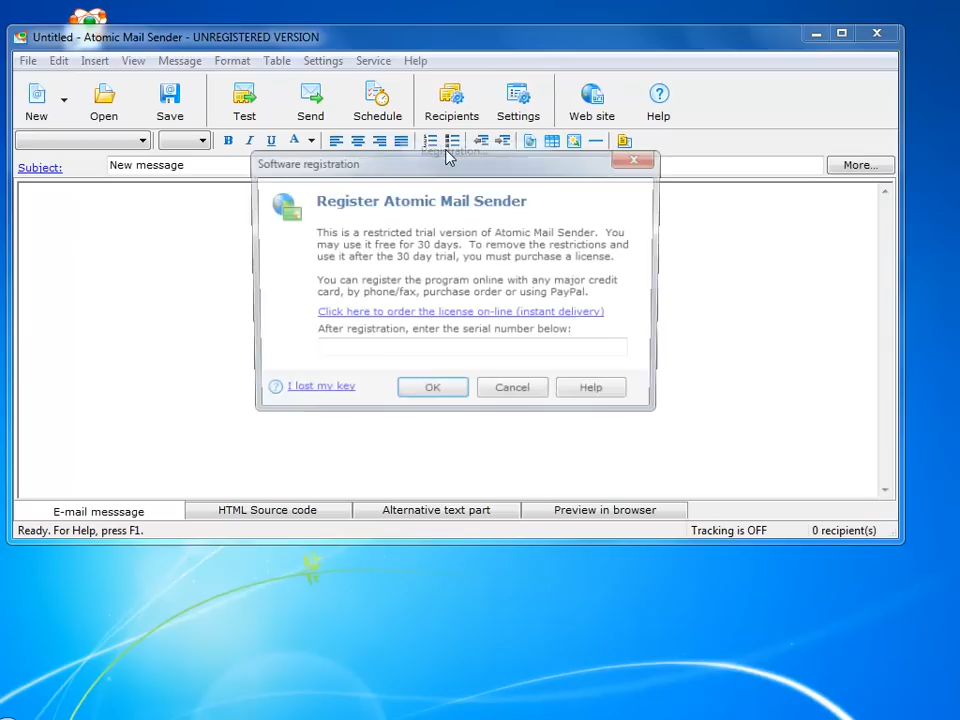 Untitled - Atomic Mail Sender - UNREGISTERED VERSION
File Edit Insert View Message Format Table Settings Service Help
New Open Save Test Send Schedule Recipients Settings Web site Help
B I U A
Registration...
Subject: New message More...
Software registration
Register Atomic Mail Sender
This is a restricted trial version of Atomic Mail Sender. You
may use it free for 30 days. To remove the restrictions and
use it after the 30 day trial, you must purchase a license.
You can register the program online with any major credit
card, by phone/fax, purchase order or using PayPal.
Click here to order the license on-line (instant delivery)
After registration, enter the serial number below:
I lost my key OK Cancel Help
E-mail messsage HTML Source code Alternative text part Preview in browser
Ready. For Help, press F1. Tracking is OFF 0 recipient(s)